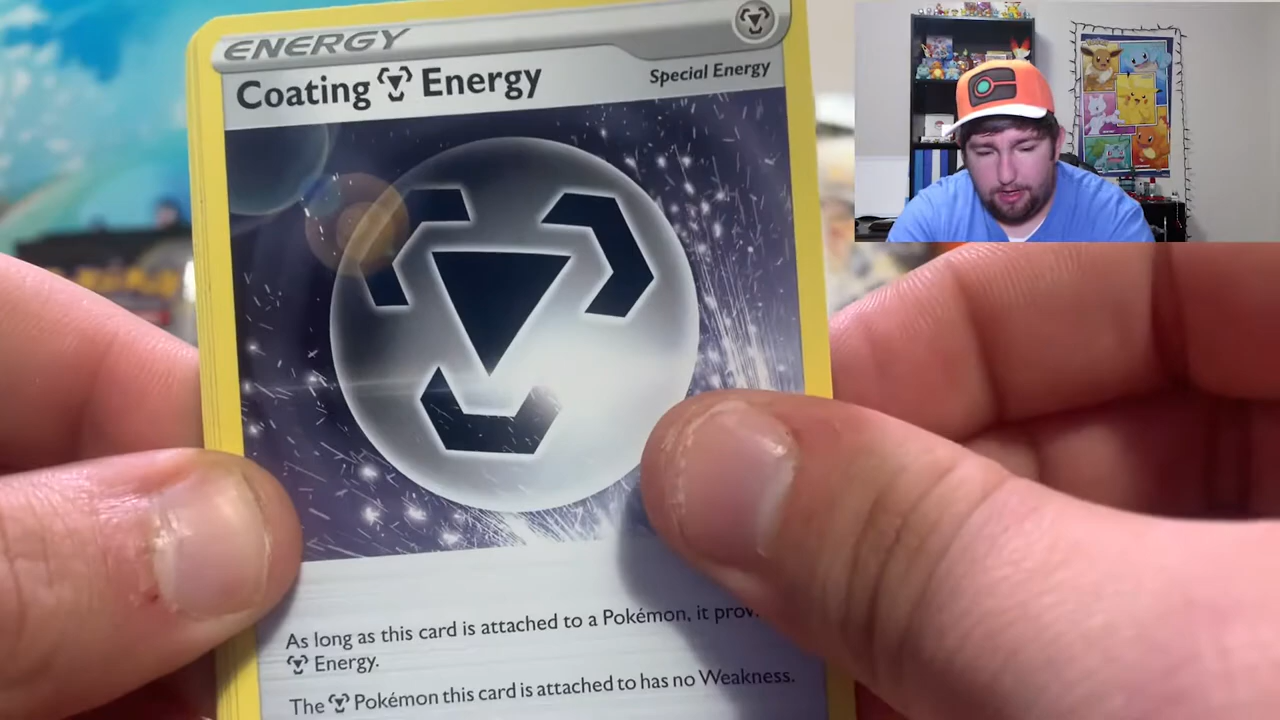 ENERGY
Coating Energy
Special Energy
As long as this card is attached to a Pokémon, it
Energy.
The Pokémon this card is attached to has no Weakness.